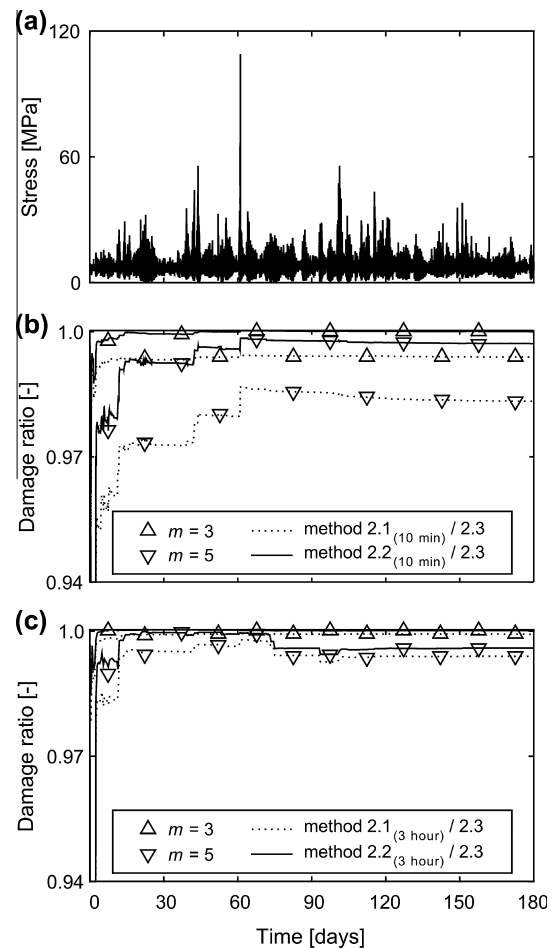 (a)
120
60
0
Stress [MPa]
(b)
1.0
0.97
0.94
Damage ratio [-]
m = 3 method 2.1(10 min) / 2.3
m = 5 method 2.2(10 min) / 2.3
(c)
1.0
0.97
0.94
Damage ratio [-]
m = 3 method 2.1(3 hour) / 2.3
m = 5 method 2.2(3 hour) / 2.3
0 30 60 90 120 150 180
Time [days]